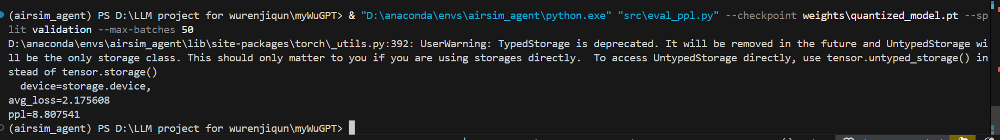 (airsim_agent) PS D:\LLM project for wurenjiqun\myWuGPT> & "D:\anaconda\envs\airsim_agent\python.exe" "src\eval_ppl.py" --checkpoint weights\quantized_model.pt --sp
lit validation --max-batches 50
D:\anaconda\envs\airsim_agent\lib\site-packages\torch\_utils.py:392: UserWarning: TypedStorage is deprecated. It will be removed in the future and UntypedStorage wi
ll be the only storage class. This should only matter to you if you are using storages directly.  To access UntypedStorage directly, use tensor.untyped_storage() in
stead of tensor.storage()
  device=storage.device,
avg_loss=2.175608
ppl=8.807541
(airsim_agent) PS D:\LLM project for wurenjiqun\myWuGPT>